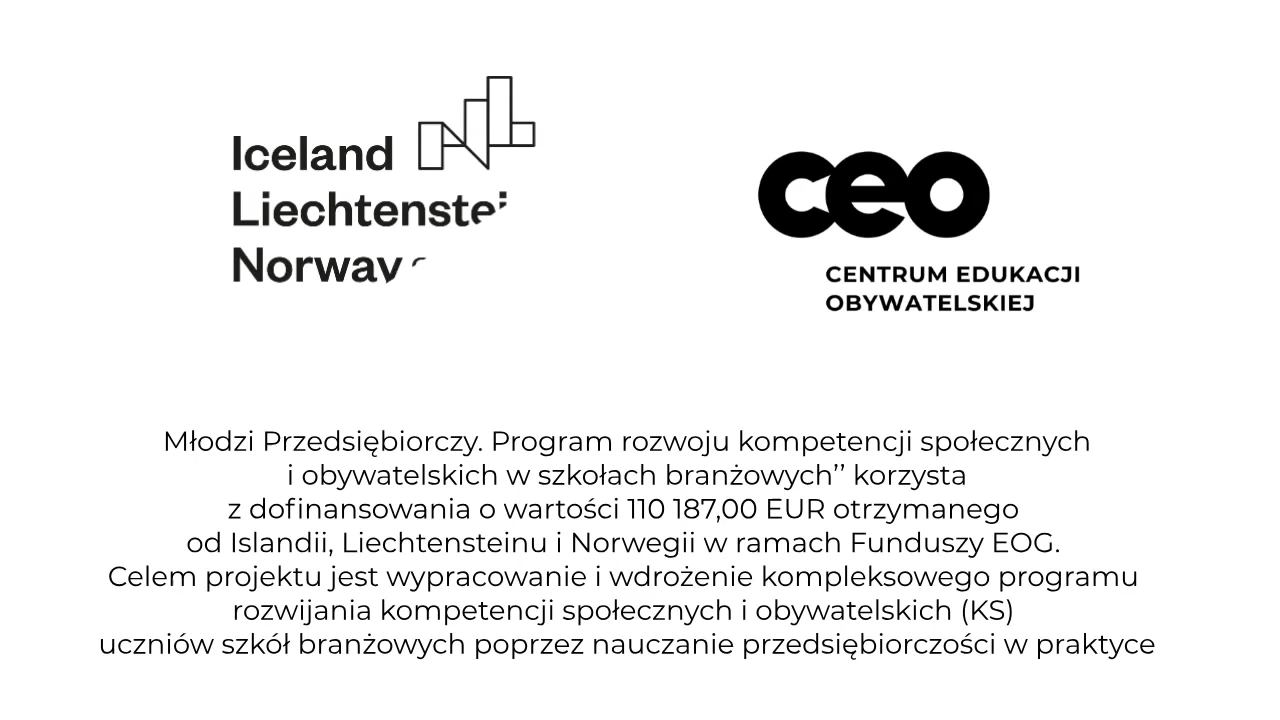 Iceland
Norway
ceo
CENTRUM EDUKACJI
OBYWATELSKIEJ
Młodzi Przedsiębiorczy. Program rozwoju kompetencji społecznych
i obywatelskich w szkołach branżowych’’ korzysta
z dofinansowania o wartości 110 187,00 EUR otrzymanego
od Islandii, Liechtensteinu i Norwegii w ramach Funduszy EOG.
Celem projektu jest wypracowanie i wdrożenie kompleksowego programu
rozwijania kompetencji społecznych i obywatelskich (KS)
uczniów szkół branżowych poprzez nauczanie przedsiębiorczości w praktyce